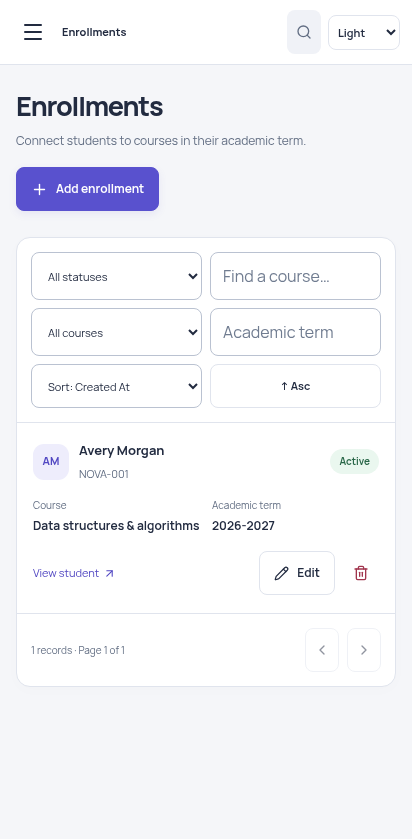 Enrollments
Light
Enrollments
Connect students to courses in their academic term.
Add enrollment
All statuses
Find a course...
All courses
Academic term
Sort: Created At
↑ Asc
AM
Avery Morgan
NOVA-001
Active
Course
Academic term
Data structures & algorithms
2026-2027
View student
Edit
1 records · Page 1 of 1